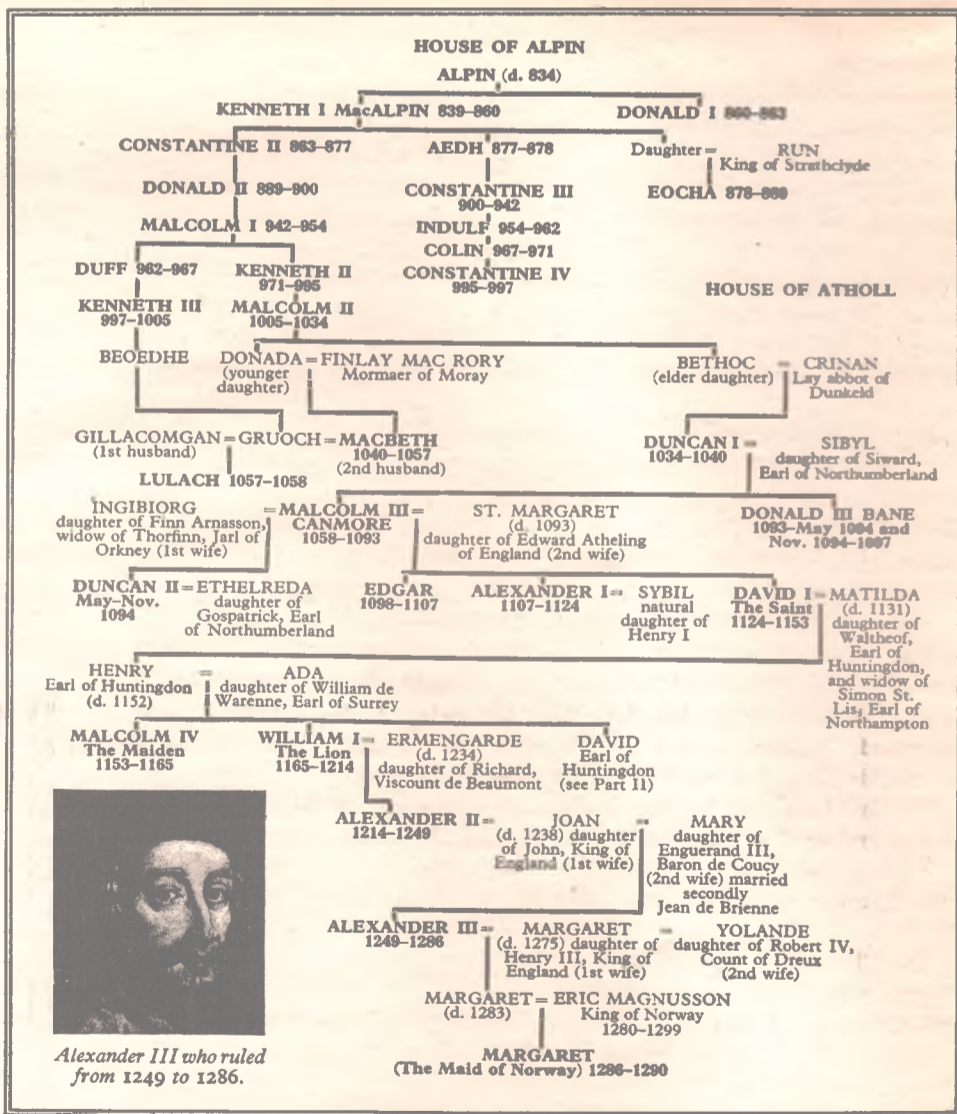 HOUSE OF ALPIN
ALPIN (d. 834)
KENNETH I MacALPIN 839–860
DONALD I 860–863
CONSTANTINE II 863–877
AEDH 877–878
Daughter = RUN
King of Strathclyde
DONALD II 889–900
CONSTANTINE III
900–942
EOCHA 878–889
MALCOLM I 942–954
INDULF 954–962
COLIN 967–971
DUFF 962–967
KENNETH II
971–995
CONSTANTINE IV
995–997
HOUSE OF ATHOLL
KENNETH III
997–1005
MALCOLM II
1005–1034
BEOEDHE
DONADA = FINLAY MAC RORY
(younger daughter)
Mormaer of Moray
BETHOC = CRINAN
(elder daughter)
Lay abbot of
Dunkeld
GILLACOMGAN = GRUOCH = MACBETH
(1st husband)
1040–1057
(2nd husband)
DUNCAN I = SIBYL
1034–1040
daughter of Siward,
Earl of Northumberland
LULACH 1057–1058
INGIBIORG = MALCOLM III = ST. MARGARET
daughter of Finn Arnasson,
widow of Thorfinn, Jarl of
Orkney (1st wife)
CANMORE
1058–1093
(d. 1093)
daughter of Edward Atheling
of England (2nd wife)
DONALD III BANE
1093–May 1094 and
Nov. 1094–1097
DUNCAN II = ETHELREDA
May–Nov.
1094
daughter of
Gospatrick, Earl
of Northumberland
EDGAR
1098–1107
ALEXANDER I = SYBIL
1107–1124
natural
daughter of
Henry I
DAVID I = MATILDA
The Saint
1124–1153
(d. 1131)
daughter of
Waltheof,
Earl of
Huntingdon,
and widow of
Simon St.
Lis, Earl of
Northampton
HENRY = ADA
Earl of Huntingdon
(d. 1152)
daughter of William de
Warenne, Earl of Surrey
MALCOLM IV
The Maiden
1153–1165
WILLIAM I = ERMENGARDE
The Lion
1165–1214
(d. 1234)
daughter of Richard,
Viscount de Beaumont
DAVID
Earl of
Huntingdon
(see Part II)
ALEXANDER II = JOAN = MARY
1214–1249
(d. 1238) daughter
of John, King of
England (1st wife)
daughter of
Enguerand III,
Baron de Coucy
(2nd wife) married
secondly
Jean de Brienne
ALEXANDER III = MARGARET = YOLANDE
1249–1286
(d. 1275) daughter of
Henry III, King of
England (1st wife)
daughter of Robert IV,
Count of Dreux
(2nd wife)
MARGARET = ERIC MAGNUSSON
(d. 1283)
King of Norway
1280–1299
MARGARET
(The Maid of Norway) 1286–1290
Alexander III who ruled
from 1249 to 1286.